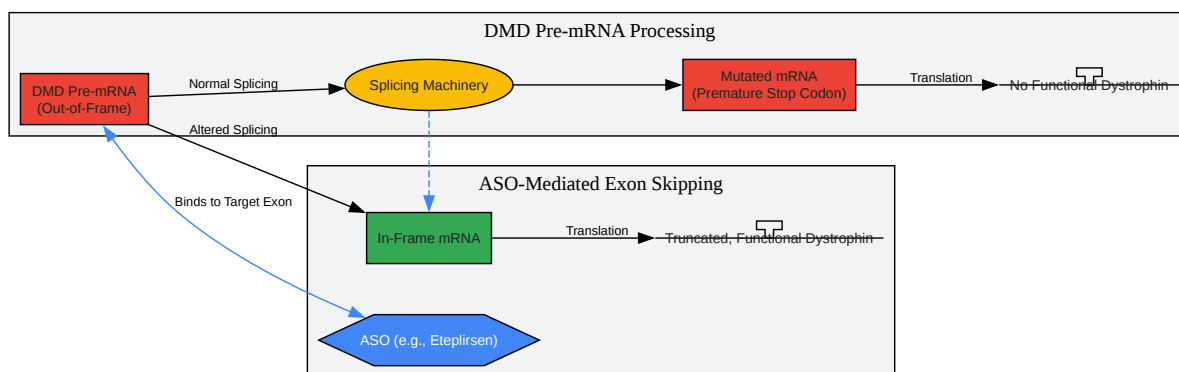 DMD Pre-mRNA Processing
DMD Pre-mRNA
(Out-of-Frame)
Normal Splicing
Splicing Machinery
Mutated mRNA
(Premature Stop Codon)
Translation
No Functional Dystrophin
Altered Splicing
ASO-Mediated Exon Skipping
Binds to Target Exon
In-Frame mRNA
Translation
Truncated, Functional Dystrophin
ASO (e.g., Eteplirsen)